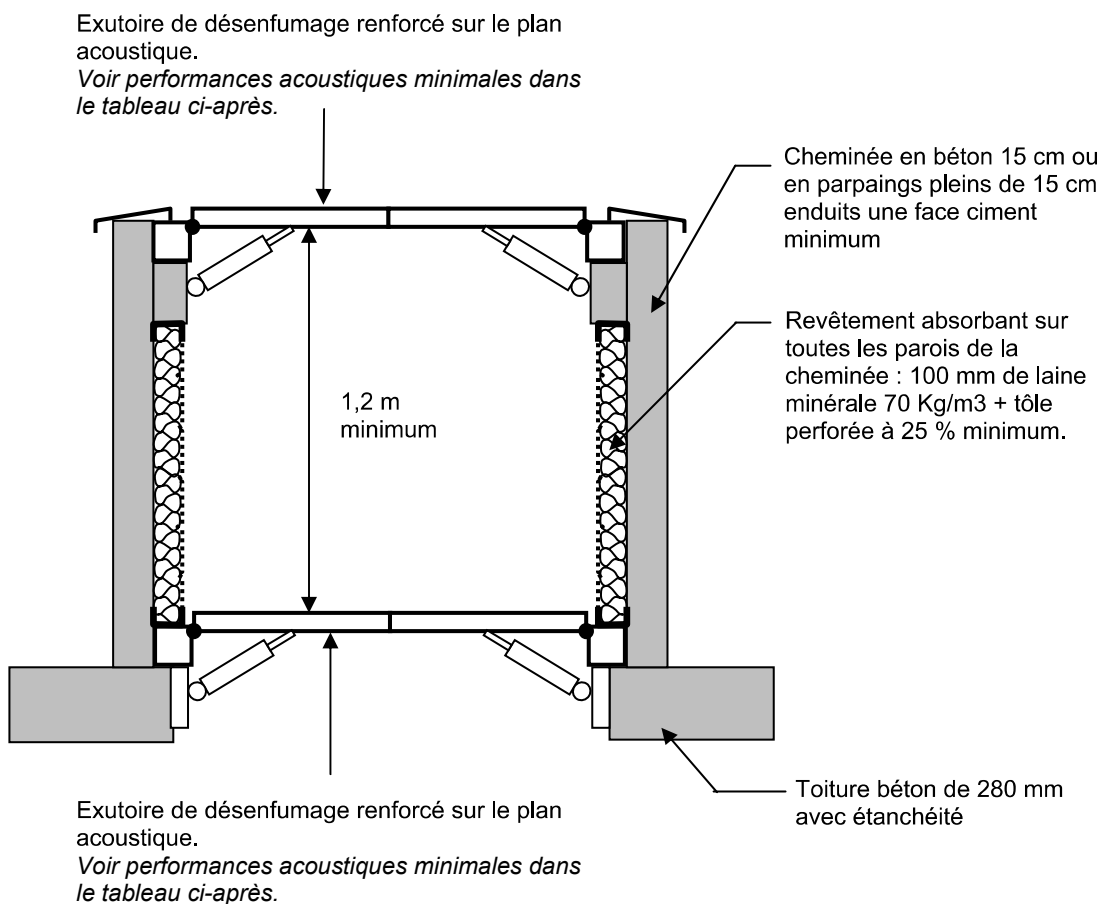 Exutoire de désenfumage renforcé sur le plan
acoustique.
Voir performances acoustiques minimales dans
le tableau ci-après.
Cheminée en béton 15 cm ou
en parpaings pleins de 15 cm
enduits une face ciment
minimum
Revêtement absorbant sur
toutes les parois de la
cheminée : 100 mm de laine
minérale 70 Kg/m3 + tôle
perforée à 25 % minimum.
1,2 m
minimum
Toiture béton de 280 mm
avec étanchéité
Exutoire de désenfumage renforcé sur le plan
acoustique.
Voir performances acoustiques minimales dans
le tableau ci-après.